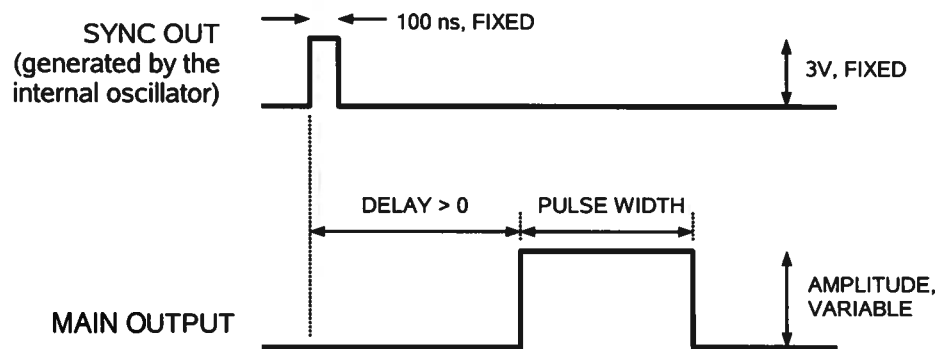 100 ns, FIXED
SYNC OUT
(generated by the
internal oscillator)
3V, FIXED
DELAY > 0
PULSE WIDTH
AMPLITUDE,
VARIABLE
MAIN OUTPUT